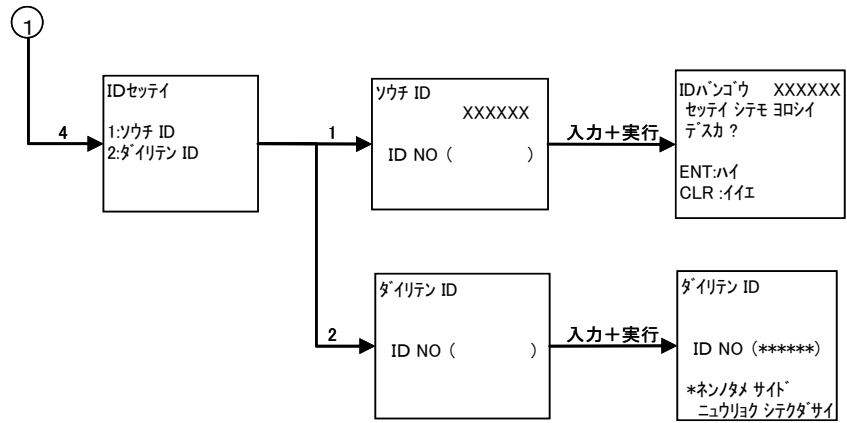 1
4
IDセッテイ
1:ソウチ ID
2:ダイリテン ID
1
ソウチ ID
XXXXXX
ID NO ( )
入力+実行
IDバンゴウ XXXXXX
セッテイ シテモ ヨロシイ
デスカ ?
ENT:ハイ
CLR :イイエ
2
ダイリテン ID
ID NO ( )
入力+実行
ダイリテン ID
ID NO (******)
*ネンノタメ サイド
ニュウリョク シテクダサイ